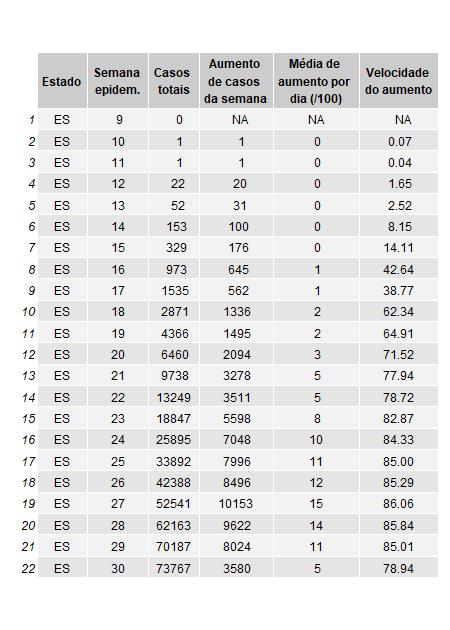 Estado Semana epidem. Casos totais Aumento de casos da semana Média de aumento por dia (/100) Velocidade do aumento
1 ES 9 0 NA NA NA
2 ES 10 1 1 0 0.07
3 ES 11 1 1 0 0.04
4 ES 12 22 20 0 1.65
5 ES 13 52 31 0 2.52
6 ES 14 153 100 0 8.15
7 ES 15 329 176 0 14.11
8 ES 16 973 645 1 42.64
9 ES 17 1535 562 1 38.77
10 ES 18 2871 1336 2 62.34
11 ES 19 4366 1495 2 64.91
12 ES 20 6460 2094 3 71.52
13 ES 21 9738 3278 5 77.94
14 ES 22 13249 3511 5 78.72
15 ES 23 18847 5598 8 82.87
16 ES 24 25895 7048 10 84.33
17 ES 25 33892 7996 11 85.00
18 ES 26 42388 8496 12 85.29
19 ES 27 52541 10153 15 86.06
20 ES 28 62163 9622 14 85.84
21 ES 29 70187 8024 11 85.01
22 ES 30 73767 3580 5 78.94